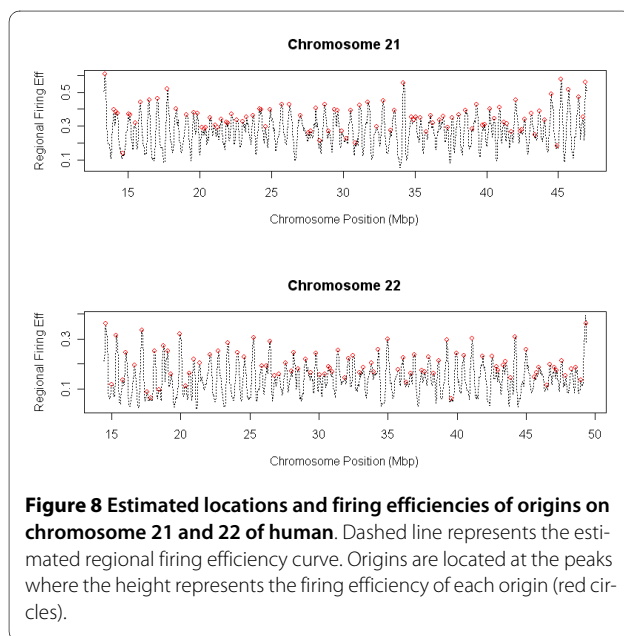 Chromosome 21
Regional Firing Eff
0.5
0.3
0.1
15 20 25 30 35 40 45
Chromosome Position (Mbp)
Chromosome 22
Regional Firing Eff
0.3
0.1
15 20 25 30 35 40 45 50
Chromosome Position (Mbp)
Figure 8 Estimated locations and firing efficiencies of origins on
chromosome 21 and 22 of human. Dashed line represents the esti-
mated regional firing efficiency curve. Origins are located at the peaks
where the height represents the firing efficiency of each origin (red cir-
cles).